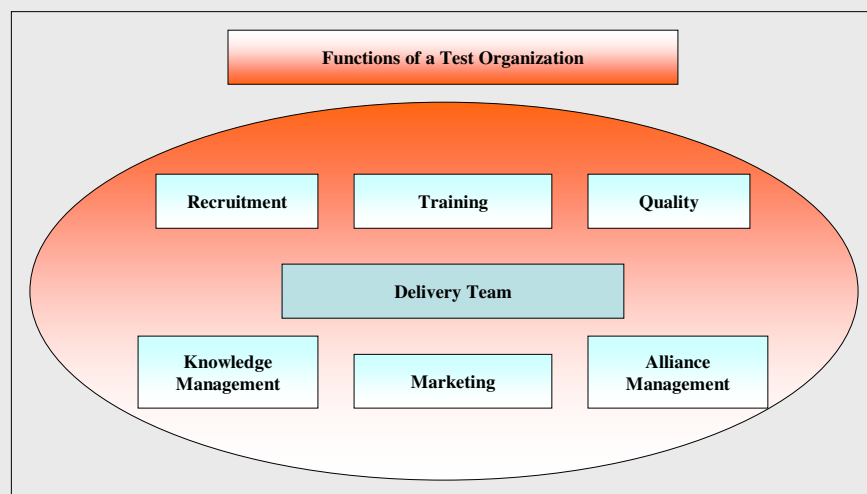 Functions of a Test Organization
Recruitment
Training
Quality
Delivery Team
Knowledge
Management
Marketing
Alliance
Management